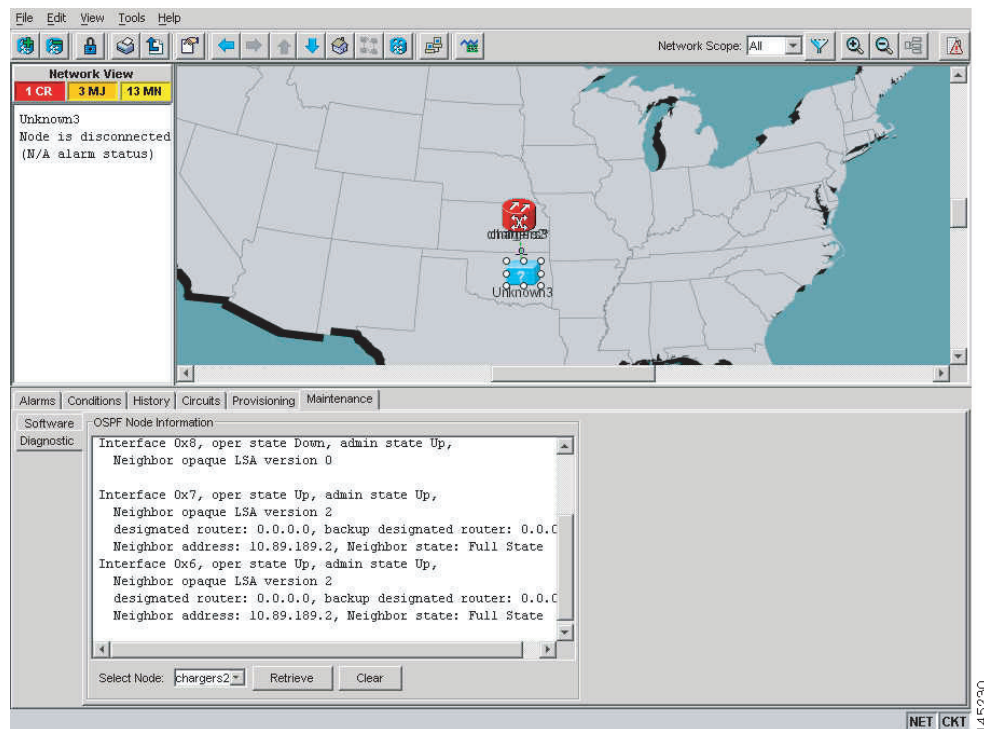 File Edit View Tools Help
Network Scope: All
Network View
1 CR 3 MJ 13 MN
Unknown3
Node is disconnected
(N/A alarm status)
?
Unknown3
Alarms Conditions History Circuits Provisioning Maintenance
Software
Diagnostic
OSPF Node Information
Interface 0x8, oper state Down, admin state Up,
Neighbor opaque LSA version 0
Interface 0x7, oper state Up, admin state Up,
Neighbor opaque LSA version 2
designated router: 0.0.0.0, backup designated router: 0.0.0
Neighbor address: 10.89.189.2, Neighbor state: Full State
Interface 0x6, oper state Up, admin state Up,
Neighbor opaque LSA version 2
designated router: 0.0.0.0, backup designated router: 0.0.0
Neighbor address: 10.89.189.2, Neighbor state: Full State
Select Node: chargers2 Retrieve Clear
NET CKT
145230